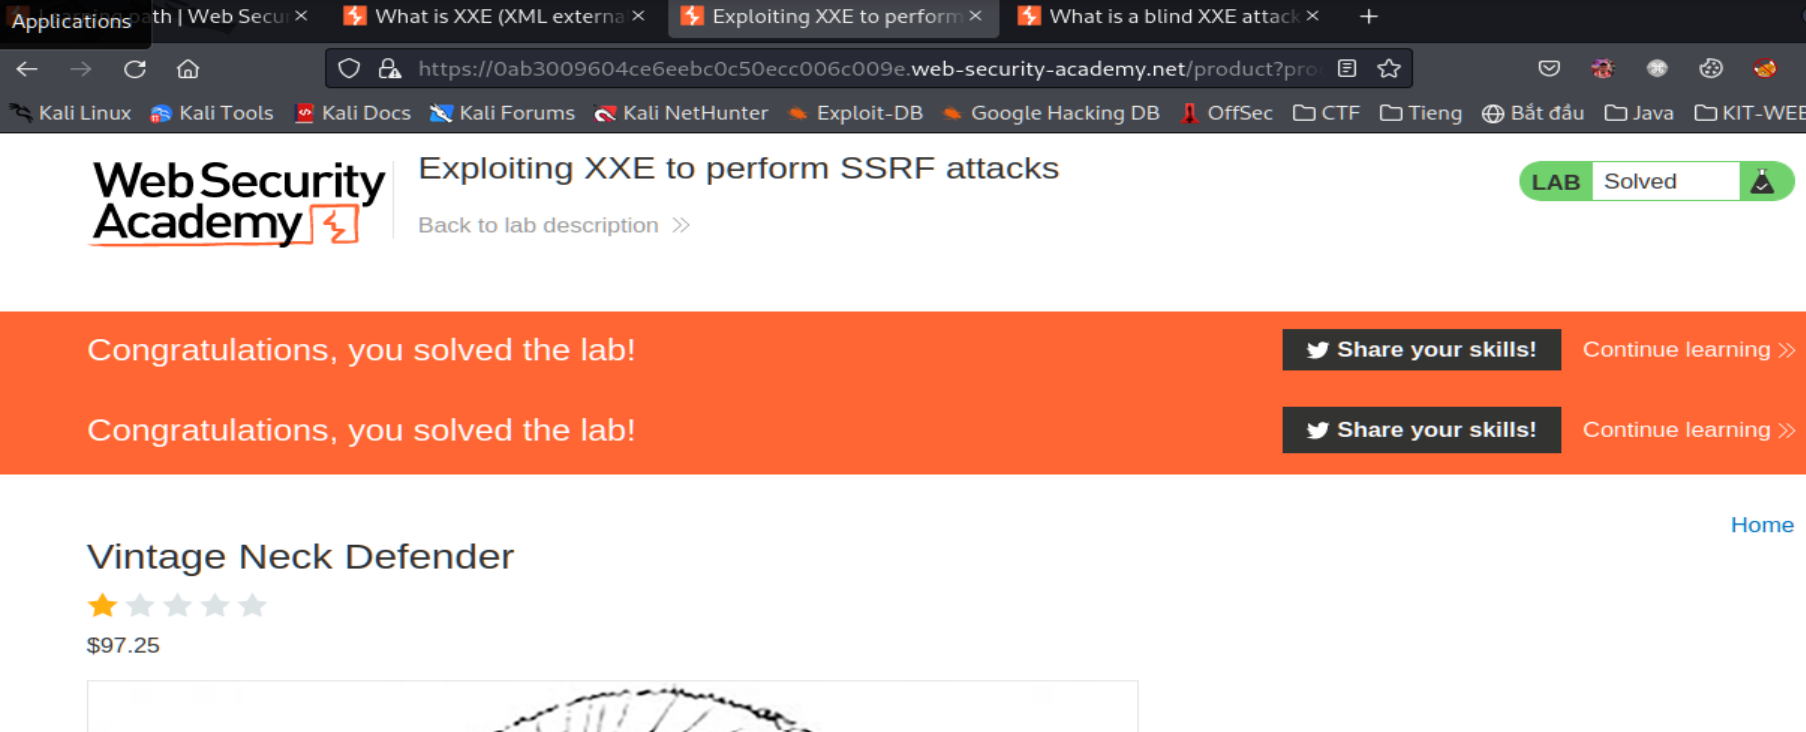 Applications
th | Web Secur
What is XXE (XML externa
Exploiting XXE to perform
What is a blind XXE attack
https://0ab3009604ce6eebc0c50ecc006c009e.web-security-academy.net/product?pro
Kali Linux Kali Tools Kali Docs Kali Forums Kali NetHunter Exploit-DB Google Hacking DB OffSec CTF Tieng Bắt đầu Java KIT-WEB
Web Security
Academy
Exploiting XXE to perform SSRF attacks
Back to lab description
LAB Solved
Congratulations, you solved the lab! Share your skills! Continue learning
Congratulations, you solved the lab! Share your skills! Continue learning
Home
Vintage Neck Defender
$97.25